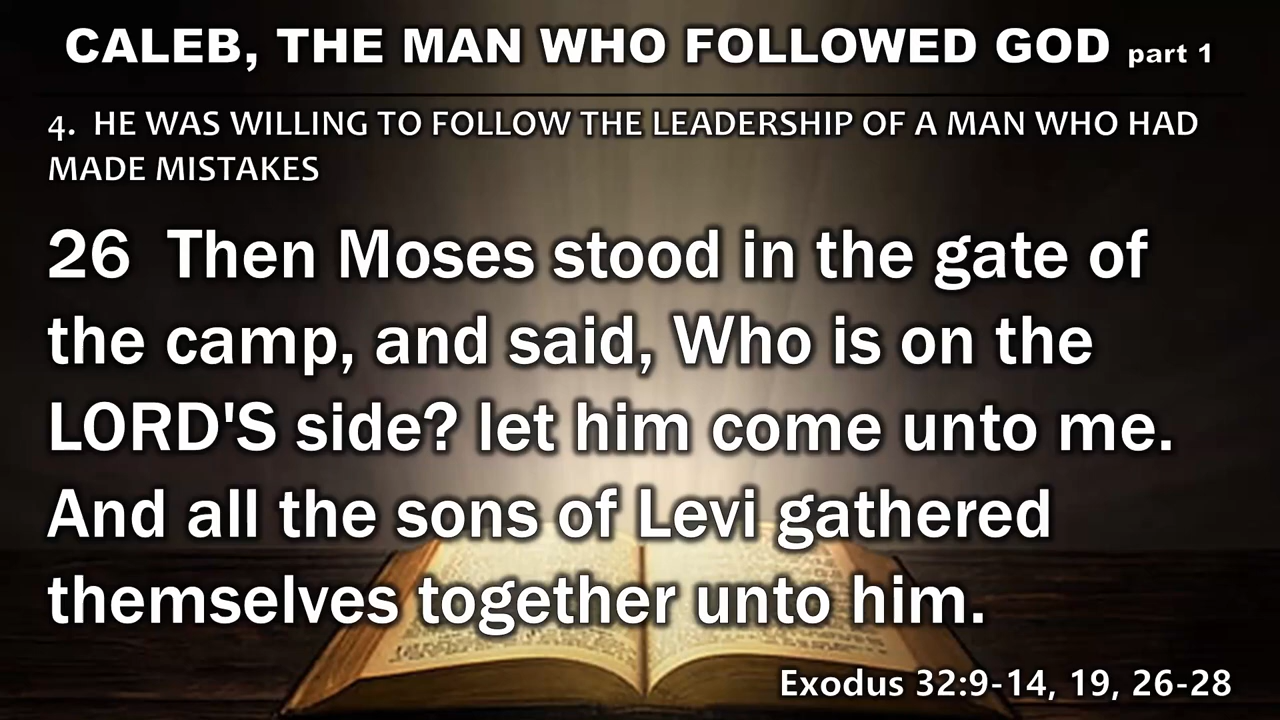 CALEB, THE MAN WHO FOLLOWED GOD part 1
4. HE WAS WILLING TO FOLLOW THE LEADERSHIP OF A MAN WHO HAD
MADE MISTAKES
26 Then Moses stood in the gate of
the camp, and said, Who is on the
LORD'S side? let him come unto me.
And all the sons of Levi gathered
themselves together unto him.
Exodus 32:9-14, 19, 26-28